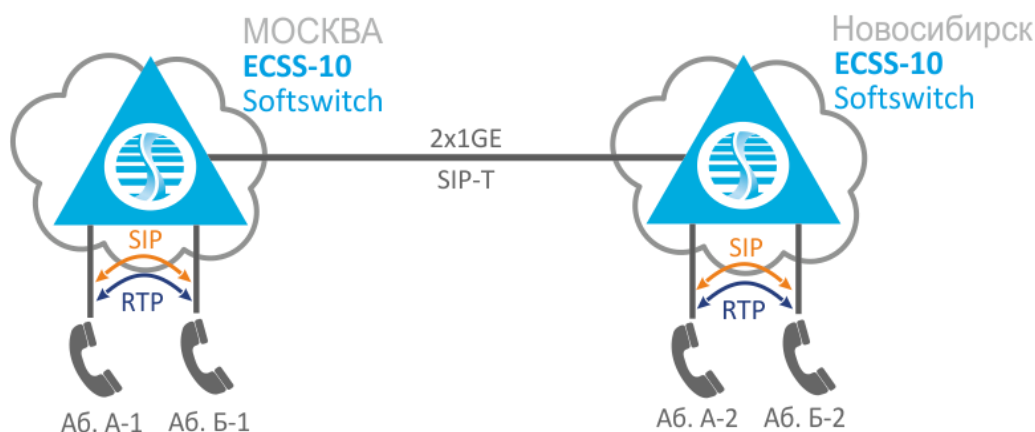 МОСКВА
ECSS-10
Softswitch
Новосибирск
ECSS-10
Softswitch
2x1GE
SIP-T
SIP
RTP
SIP
RTP
Аб. А-1
Аб. Б-1
Аб. А-2
Аб. Б-2